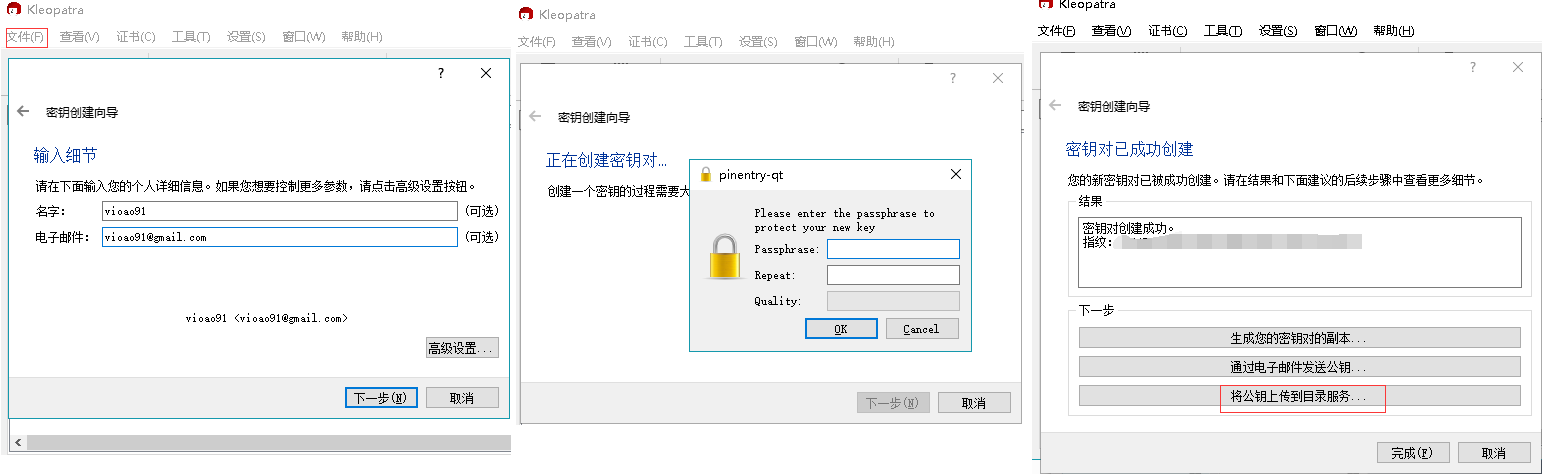 Kleopatra
文件(F) 查看(V) 证书(C) 工具(T) 设置(S) 窗口(W) 帮助(H)
?
密钥创建向导
输入细节
请在下面输入您的个人详细信息。如果您想要控制更多参数，请点击高级设置按钮。
名字： vioao91 (可选)
电子邮件： vioao91@gmail.com (可选)
vioao91 <vioao91@gmail.com>
高级设置...
下一步(N) 取消
Kleopatra
文件(F) 查看(V) 证书(C) 工具(T) 设置(S) 窗口(W) 帮助(H)
?
密钥创建向导
正在创建密钥对...
创建一个密钥的过程需要大
pinentry-qt
Please enter the passphrase to
protect your new key
Passphrase:
Repeat:
Quality:
OK Cancel
下一步(N) 取消
Kleopatra
文件(F) 查看(V) 证书(C) 工具(T) 设置(S) 窗口(W) 帮助(H)
?
密钥创建向导
密钥对已成功创建
您的新密钥对已被成功创建。请在结果和下面建议的后续步骤中查看更多细节。
结果
密钥对创建成功。
指纹：
下一步
生成您的密钥对的副本...
通过电子邮件发送公钥...
将公钥上传到目录服务...
完成(F) 取消